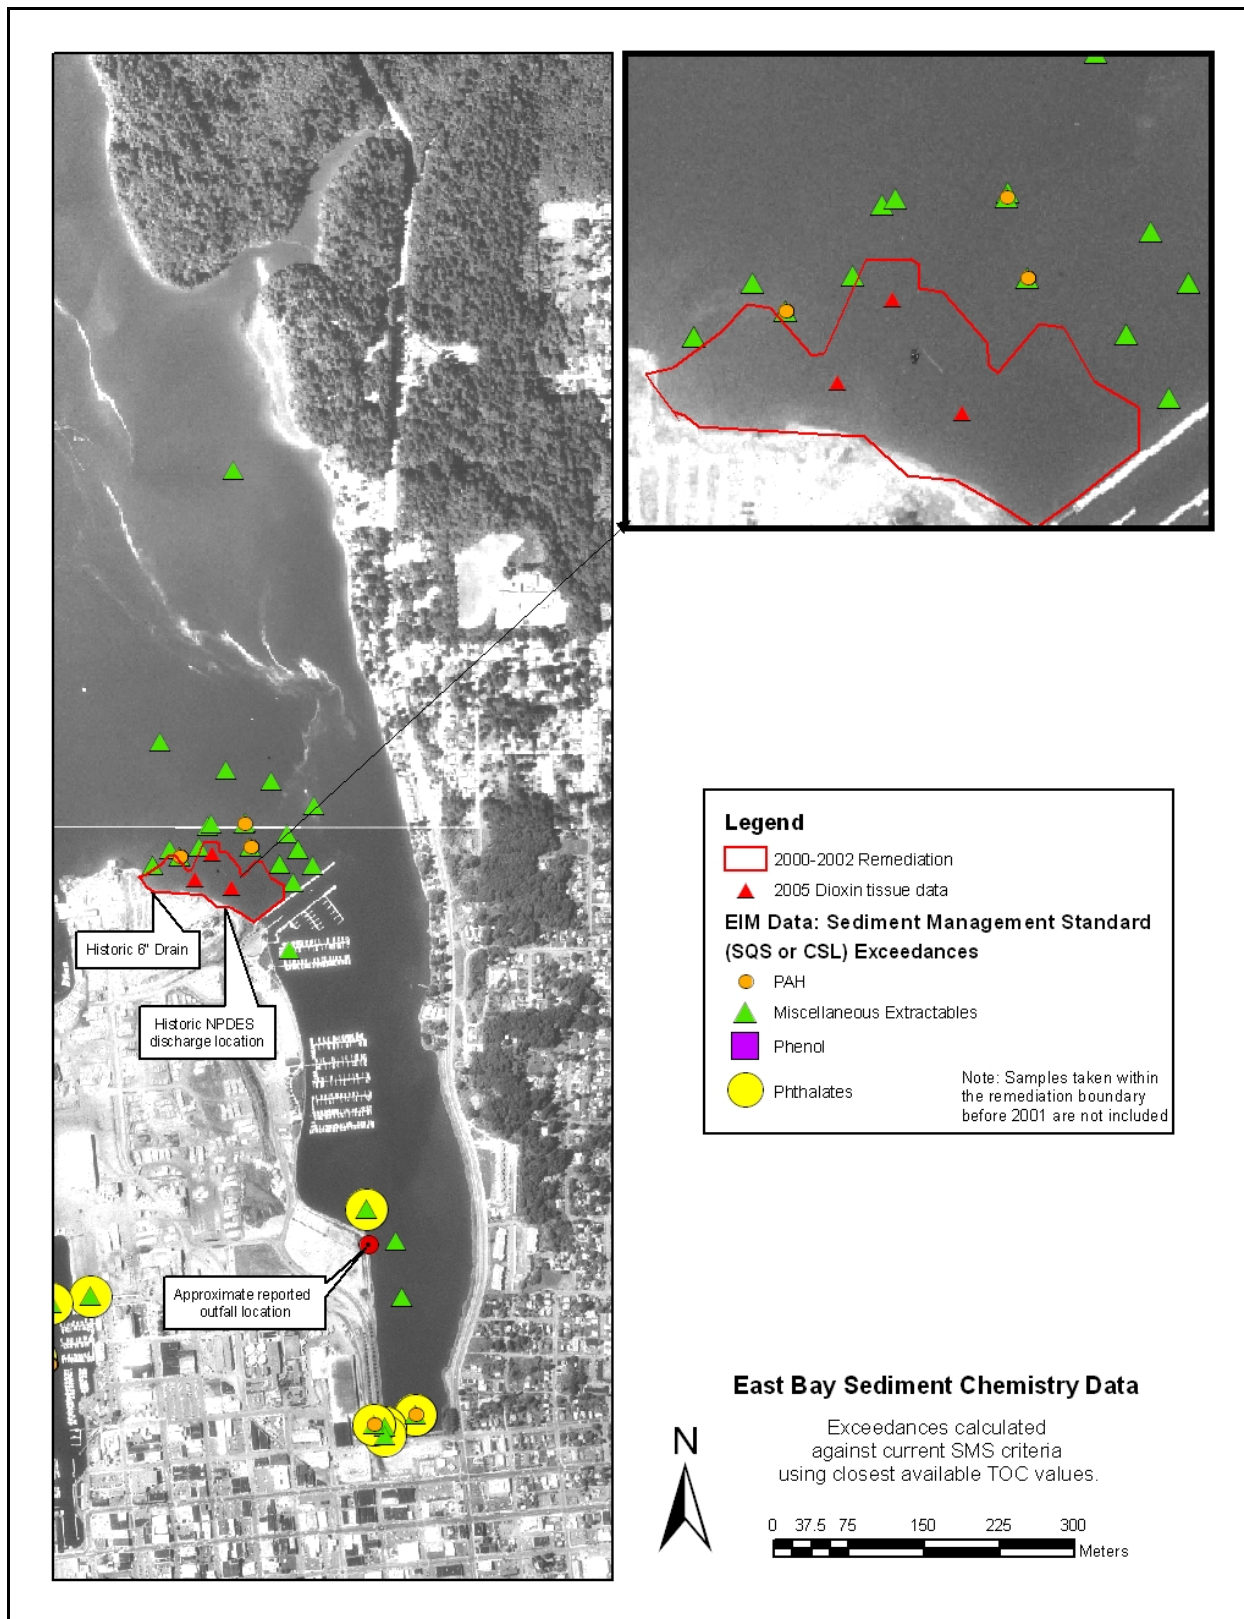 Historic 6" Drain
Historic NPDES
discharge location
Approximate reported
outfall location
Legend
2000-2002 Remediation
2005 Dioxin tissue data
EIM Data: Sediment Management Standard
(SQS or CSL) Exceedances
PAH
Miscellaneous Extractables
Phenol
Phthalates
Note: Samples taken within
the remediation boundary
before 2001 are not included
East Bay Sediment Chemistry Data
Exceedances calculated
against current SMS criteria
using closest available TOC values.
N
0 37.5 75 150 225 300
Meters